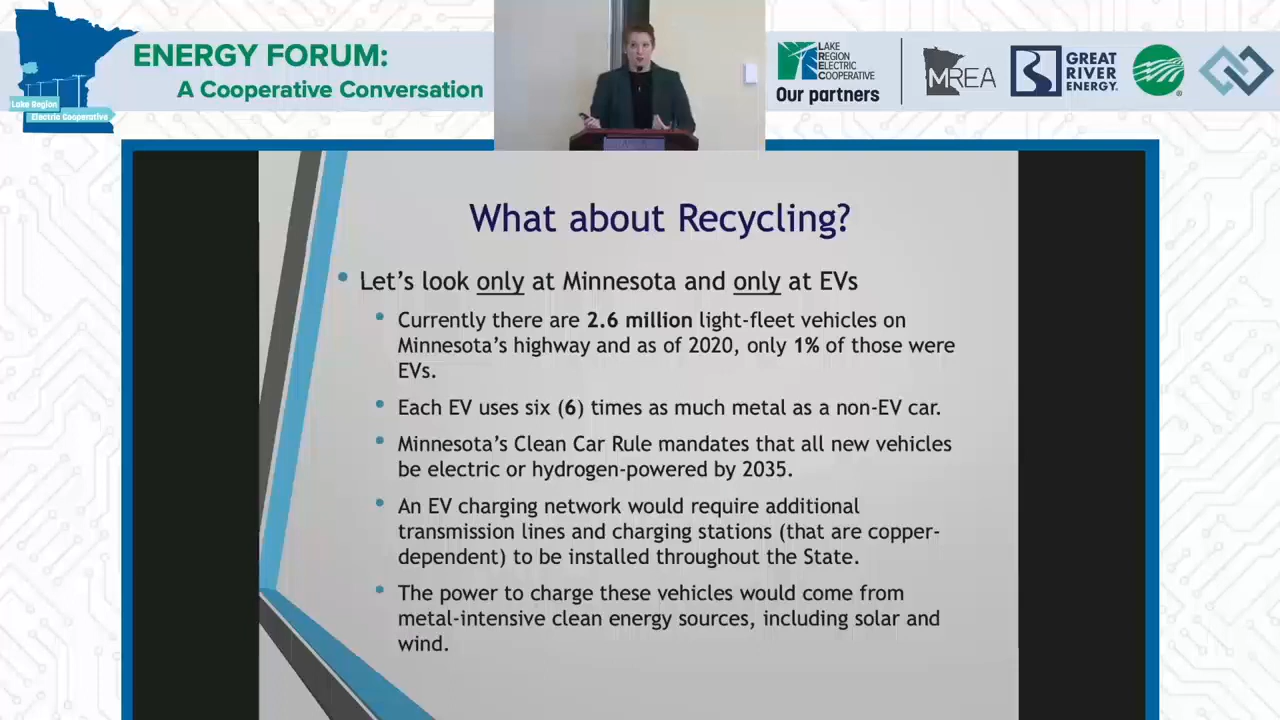 ENERGY FORUM:
A Cooperative Conversation
Lake Region
Electric Cooperative
LAKE
REGION
ELECTRIC
COOPERATIVE
Our partners
MREA
GREAT
RIVER
ENERGY®
What about Recycling?
• Let's look only at Minnesota and only at EVs
• Currently there are 2.6 million light-fleet vehicles on
Minnesota's highway and as of 2020, only 1% of those were
EVs.
• Each EV uses six (6) times as much metal as a non-EV car.
• Minnesota's Clean Car Rule mandates that all new vehicles
be electric or hydrogen-powered by 2035.
• An EV charging network would require additional
transmission lines and charging stations (that are copper-
dependent) to be installed throughout the State.
• The power to charge these vehicles would come from
metal-intensive clean energy sources, including solar and
wind.